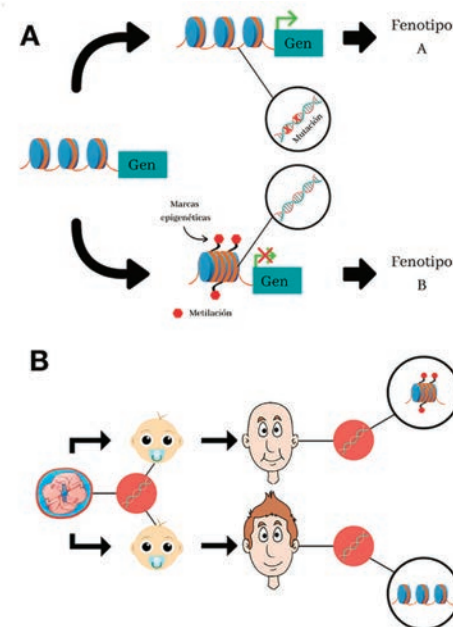 A
Gen
Fenotipo
A
Mutación
Gen
Marcas
epigenéticas
Gen
Fenotipo
B
Metilación
B